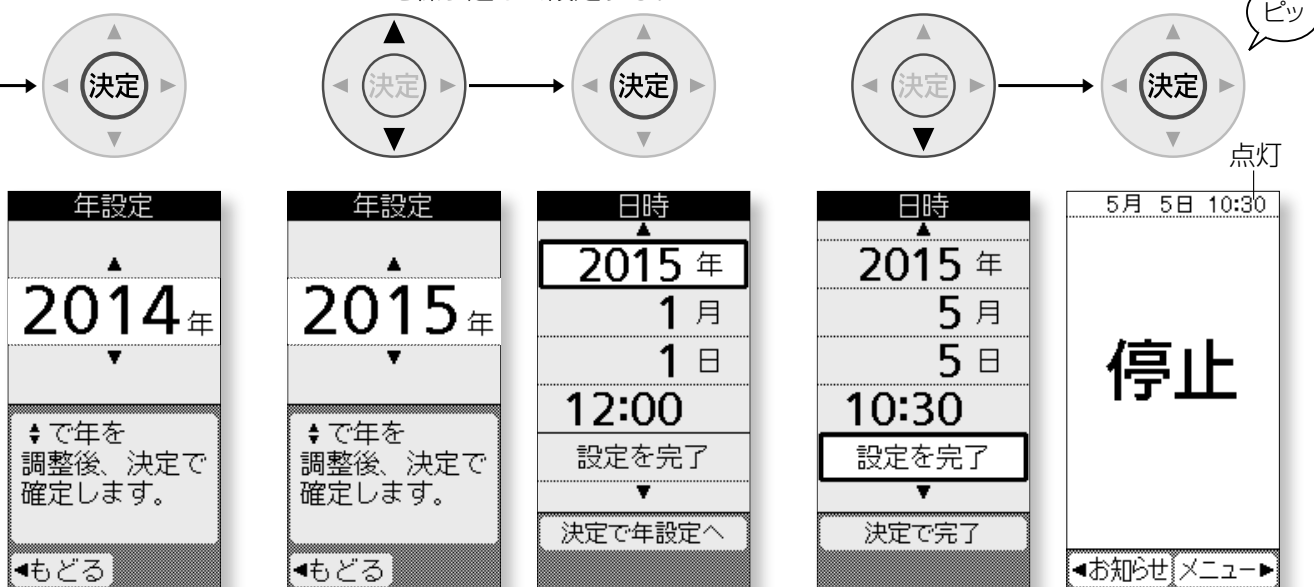 ピッ
決定
決定
決定
決定
決定
点灯
年設定
▲
2014年
▼
♦で年を
調整後、決定で
確定します。
◀もどる
年設定
▲
2015年
▼
♦で年を
調整後、決定で
確定します。
◀もどる
日時
▲
2015年
1月
1日
12:00
設定を完了
▼
決定で年設定へ
日時
▲
2015年
5月
5日
10:30
設定を完了
▼
決定で完了
5月 5日 10:30
停止
◀お知らせ メニュー▶